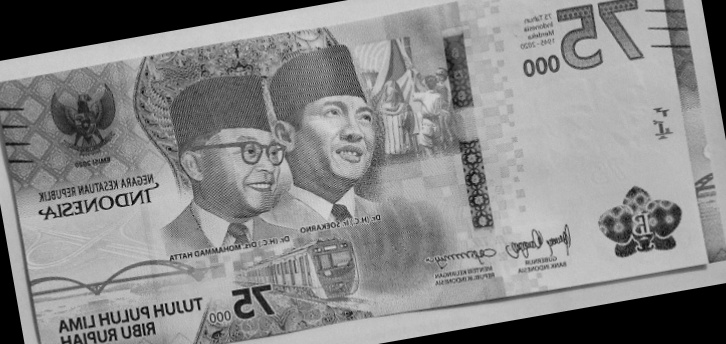 75 Tahun
Indonesia
Merdeka
1945-2020
75 000
EMISI 2020
NEGARA KESATUAN REPUBLIK
INDONESIA
Dr. (H.C.) Ir. SOEKARNO
Dr. (H.C.) Drs. MOHAMMAD HATTA
MENTERI KEUANGAN
REPUBLIK INDONESIA
GUBERNUR
BANK INDONESIA
75 000
TUJUH PULUH LIMA
RIBU RUPIAH